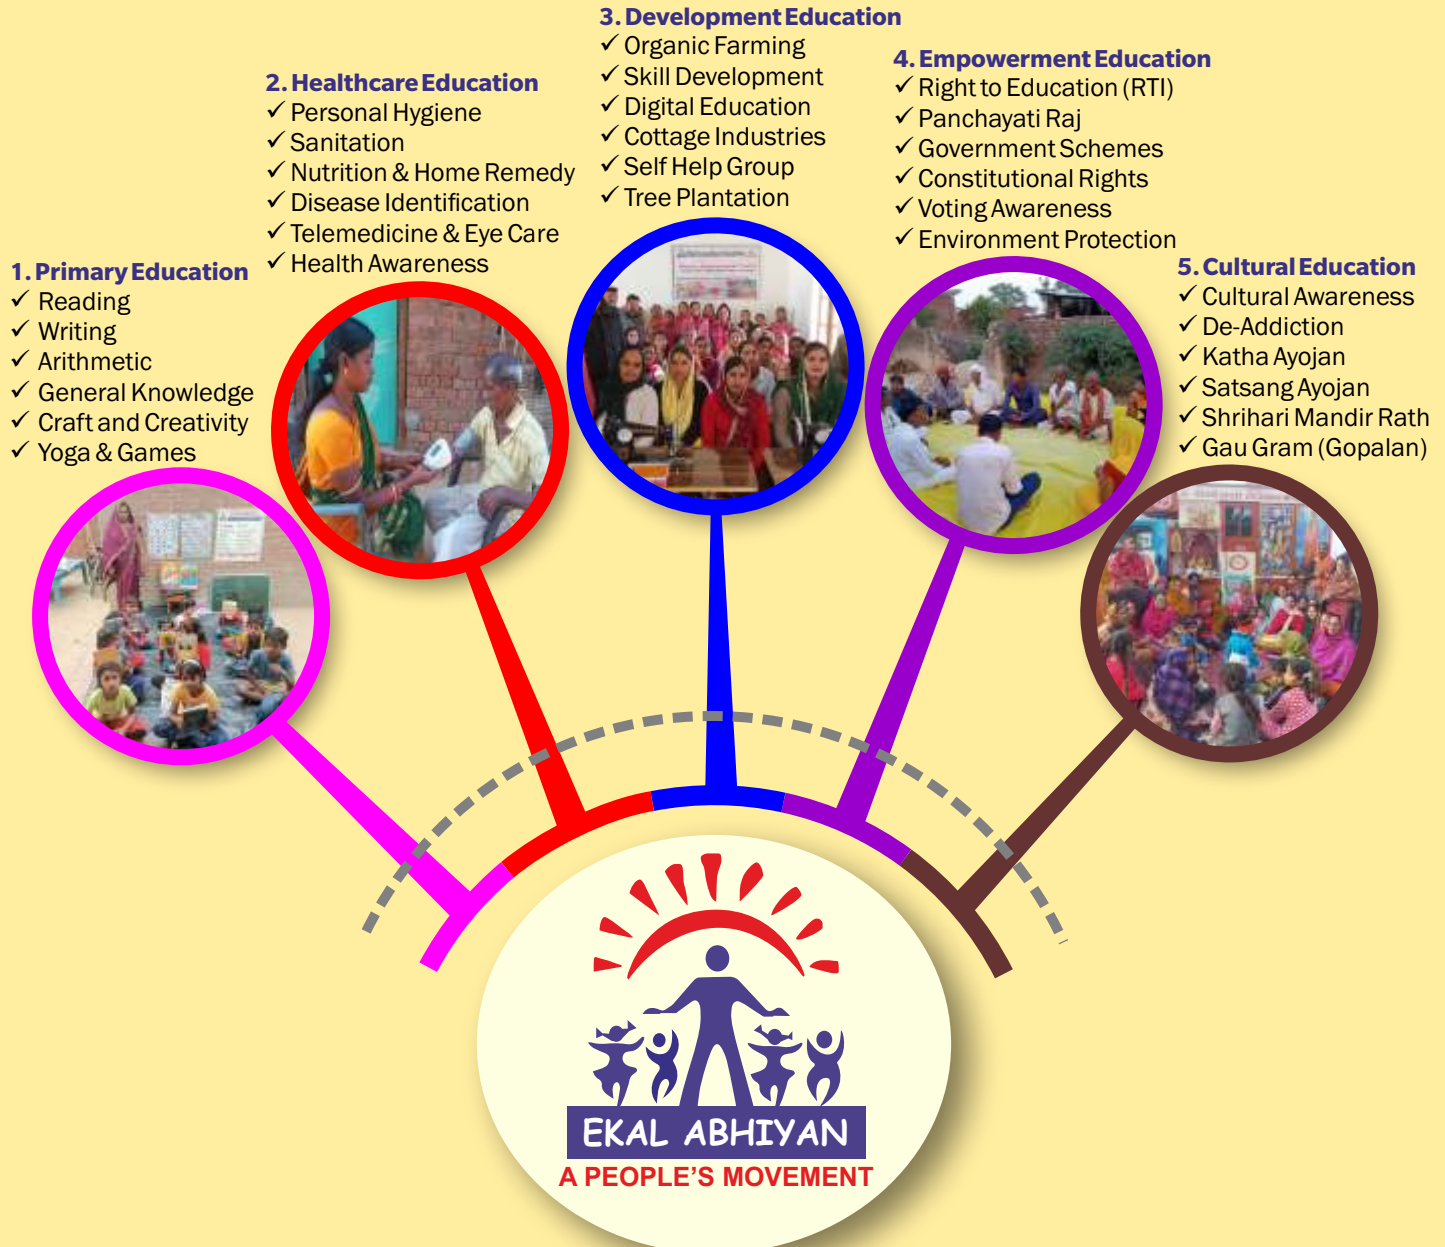 1. Primary Education
✓ Reading
✓ Writing
✓ Arithmetic
✓ General Knowledge
✓ Craft and Creativity
✓ Yoga & Games
2. Healthcare Education
✓ Personal Hygiene
✓ Sanitation
✓ Nutrition & Home Remedy
✓ Disease Identification
✓ Telemedicine & Eye Care
✓ Health Awareness
3. Development Education
✓ Organic Farming
✓ Skill Development
✓ Digital Education
✓ Cottage Industries
✓ Self Help Group
✓ Tree Plantation
4. Empowerment Education
✓ Right to Education (RTI)
✓ Panchayati Raj
✓ Government Schemes
✓ Constitutional Rights
✓ Voting Awareness
✓ Environment Protection
5. Cultural Education
✓ Cultural Awareness
✓ De-Addiction
✓ Katha Ayojan
✓ Satsang Ayojan
✓ Shrihari Mandir Rath
✓ Gau Gram (Gopalan)
EKAL ABHIYAN
A PEOPLE'S MOVEMENT